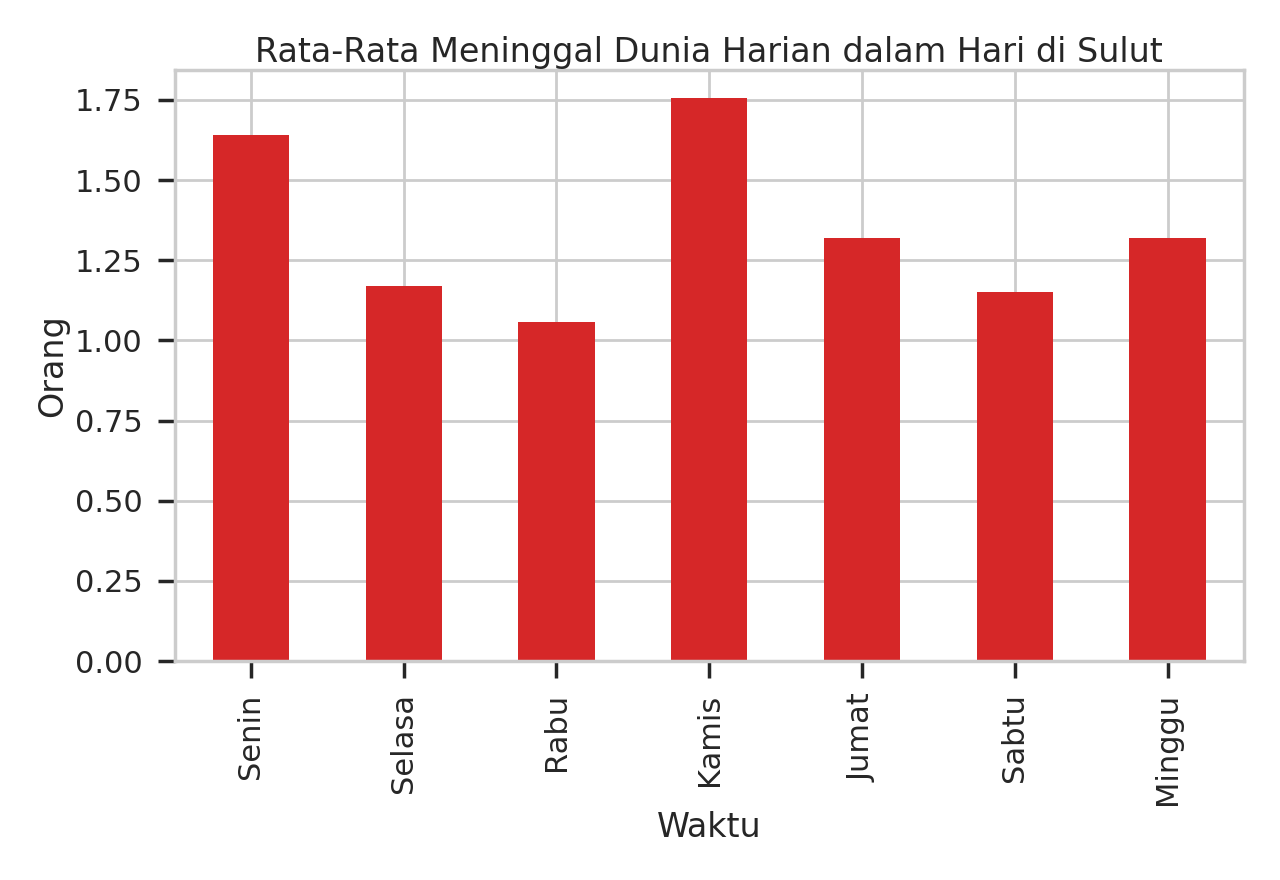 Rata-Rata Meninggal Dunia Harian dalam Hari di Sulut
1.75
1.50
1.25
1.00
0.75
0.50
0.25
0.00
Orang
Senin
Selasa
Rabu
Kamis
Jumat
Sabtu
Minggu
Waktu